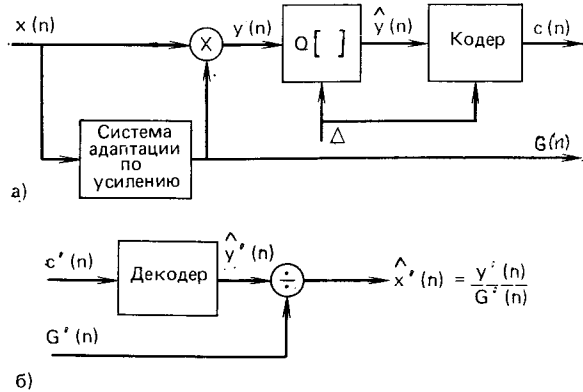 x (n)
X
y (n)
Q [ ]
ŷ (n)
Кодер
c (n)
Δ
Система
адаптации
по
усилению
G(n)
а)
c' (n)
Декодер
ŷ' (n)
÷
x̂' (n) = y' (n) / G' (n)
G' (n)
б)